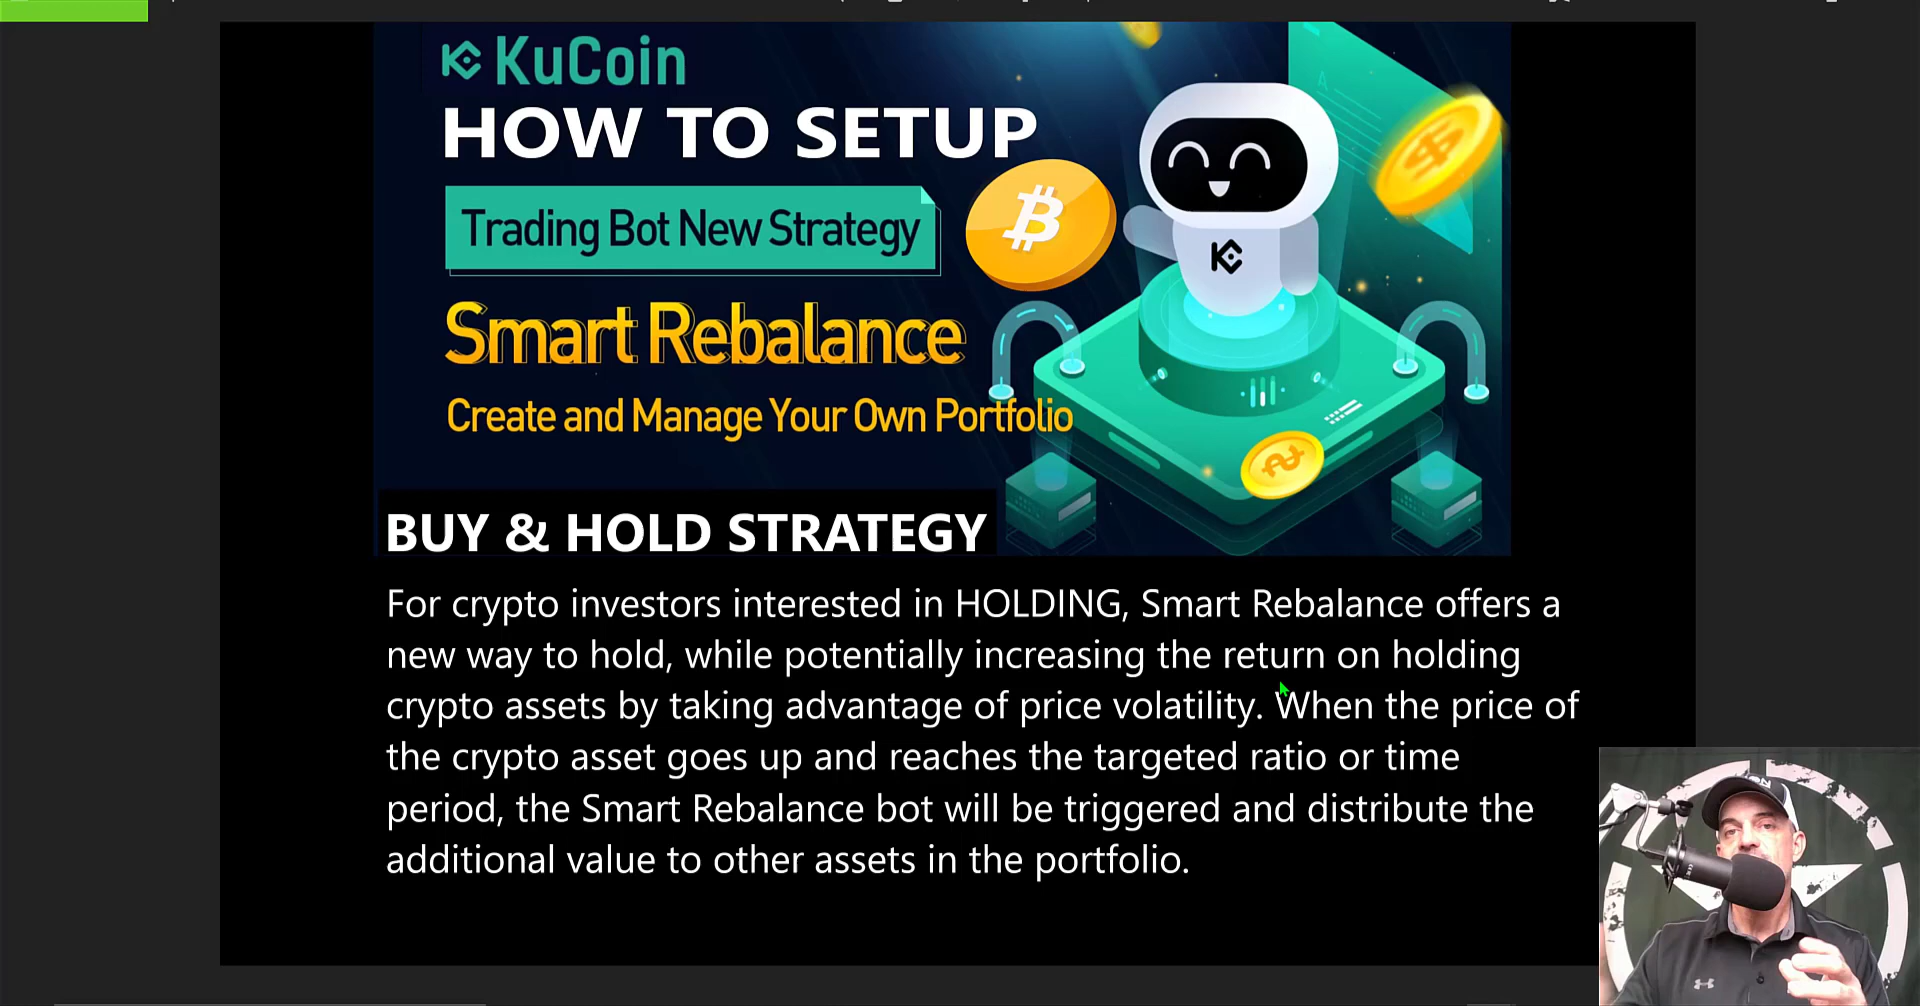 KuCoin
HOW TO SETUP
Trading Bot New Strategy
Smart Rebalance
Create and Manage Your Own Portfolio
BUY & HOLD STRATEGY
For crypto investors interested in HOLDING, Smart Rebalance offers a
new way to hold, while potentially increasing the return on holding
crypto assets by taking advantage of price volatility. When the price of
the crypto asset goes up and reaches the targeted ratio or time
period, the Smart Rebalance bot will be triggered and distribute the
additional value to other assets in the portfolio.